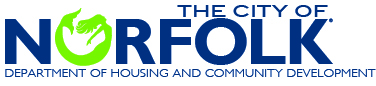 THE CITY OF
NORFOLK®
DEPARTMENT OF HOUSING AND COMMUNITY DEVELOPMENT